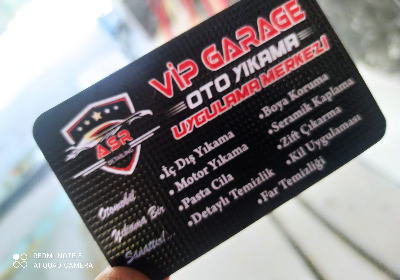 ViP GARAGE
OTO YIKAMA
UYGULAMA MERKEZİ
ASR
•İç Dış Yıkama
•Motor Yıkama
•Pasta Cila
•Detaylı Temizlik
•Boya Koruma
•Seramik Kaplama
•Zift Çıkarma
•Kil Uygulaması
•Far Temizliği
Otomobil
Yıkama Bir
Sanattır!
REDMI NOTE 8
AI QUAD CAMERA